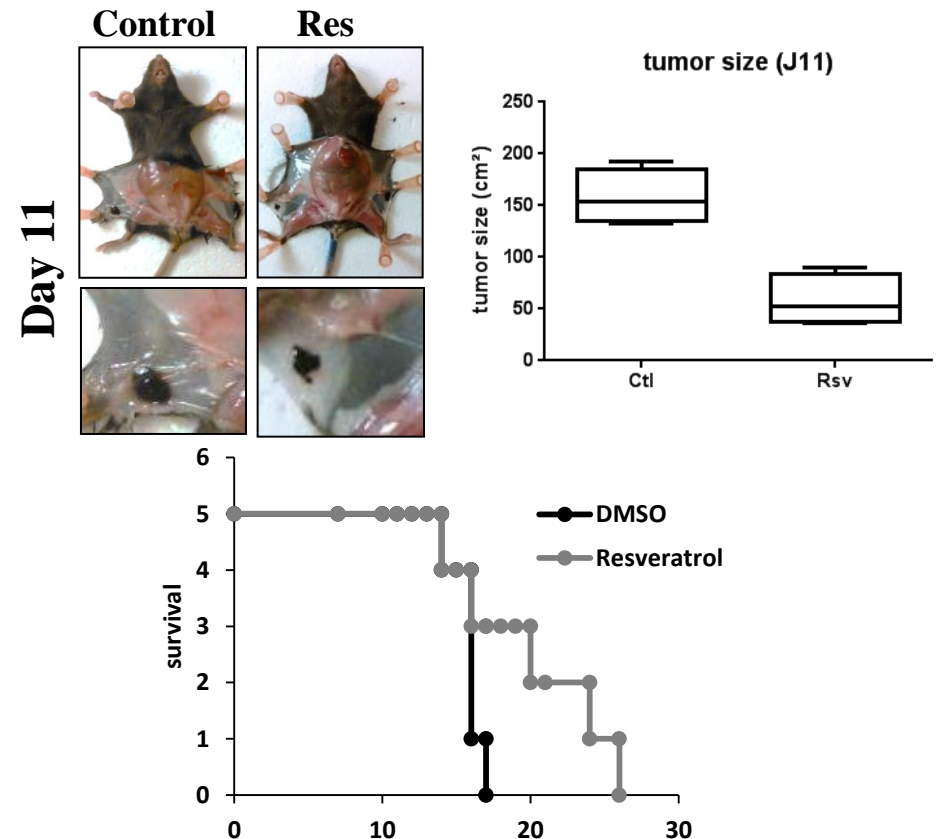 Control Res
Day 11
tumor size (J11)
tumor size (cm²)
250
200
150
100
50
0
Ctl Rsv
survival
6
5
4
3
2
1
0
0 10 20 30
DMSO
Resveratrol